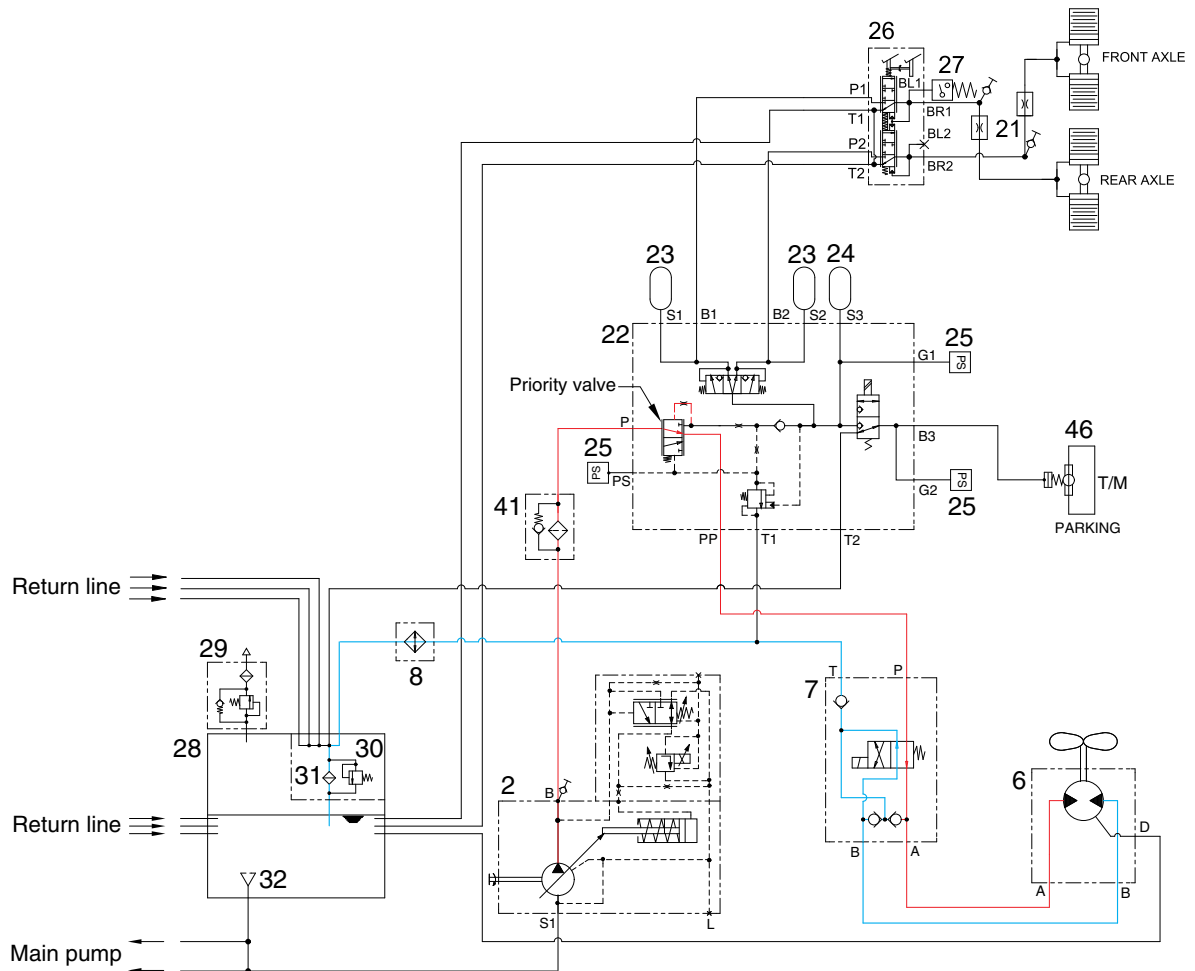 26
27
FRONT AXLE
P1
BL1
T1
BR1
21
P2
BL2
T2
BR2
REAR AXLE
23
23
24
S1
B1
B2
S2
S3
22
G1
25
PS
Priority valve
P
B3
46
25
PS
PS
G2
PS
25
T/M
PARKING
41
PP
T1
T2
Return line
29
8
7
T
P
28
30
31
2
B
6
D
Return line
B
A
A
B
32
S1
L
Main pump